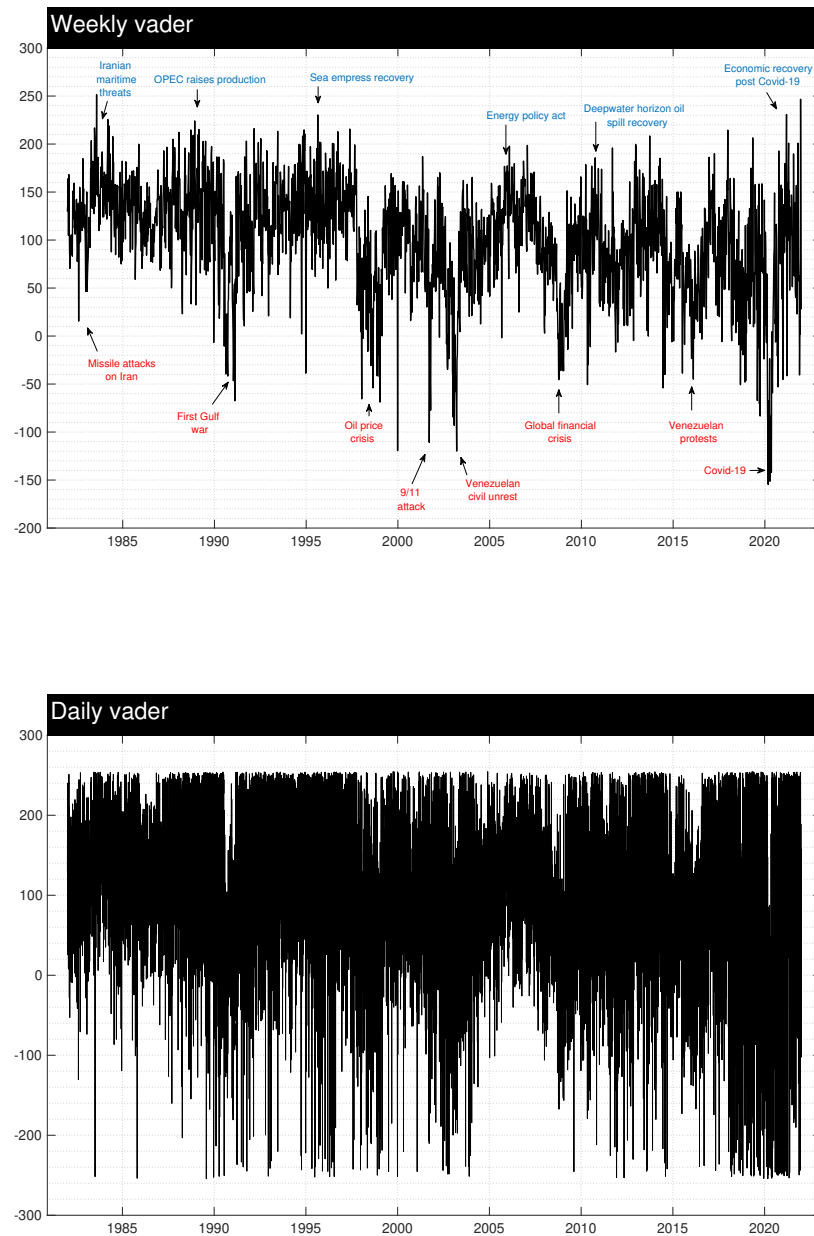 Weekly vader
300
250
200
150
100
50
0
-50
-100
-150
-200
Iranian
maritime
threats
OPEC raises production
Sea empress recovery
Energy policy act
Deepwater horizon oil
spill recovery
Economic recovery
post Covid-19
Missile attacks
on Iran
First Gulf
war
Oil price
crisis
9/11
attack
Venezuelan
civil unrest
Global financial
crisis
Venezuelan
protests
Covid-19
1985 1990 1995 2000 2005 2010 2015 2020
Daily vader
300
200
100
0
-100
-200
-300
1985 1990 1995 2000 2005 2010 2015 2020